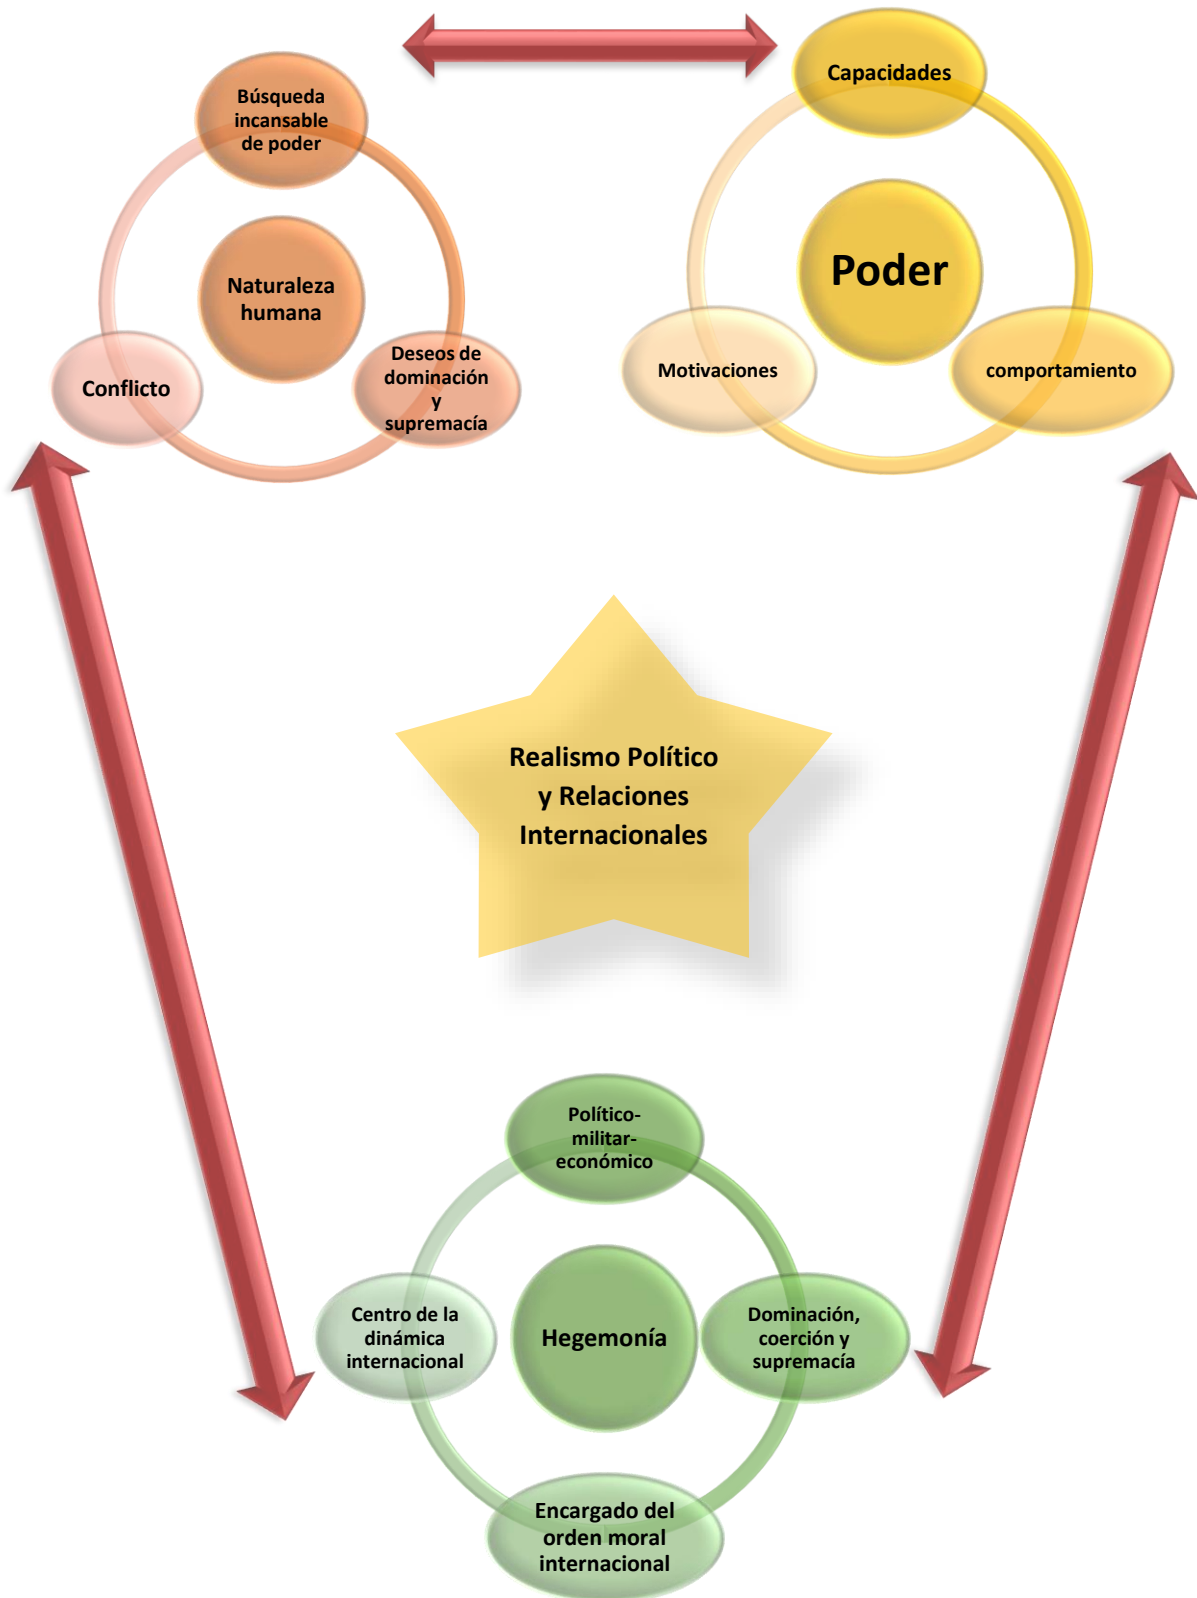 Búsqueda
incansable
de poder
Naturaleza
humana
Conflicto
Deseos de
dominación
y
supremacía
Capacidades
Poder
Motivaciones
comportamiento
Realismo Político
y Relaciones
Internacionales
Político-
militar-
económico
Centro de la
dinámica
internacional
Hegemonía
Dominación,
coerción y
supremacía
Encargado del
orden moral
internacional